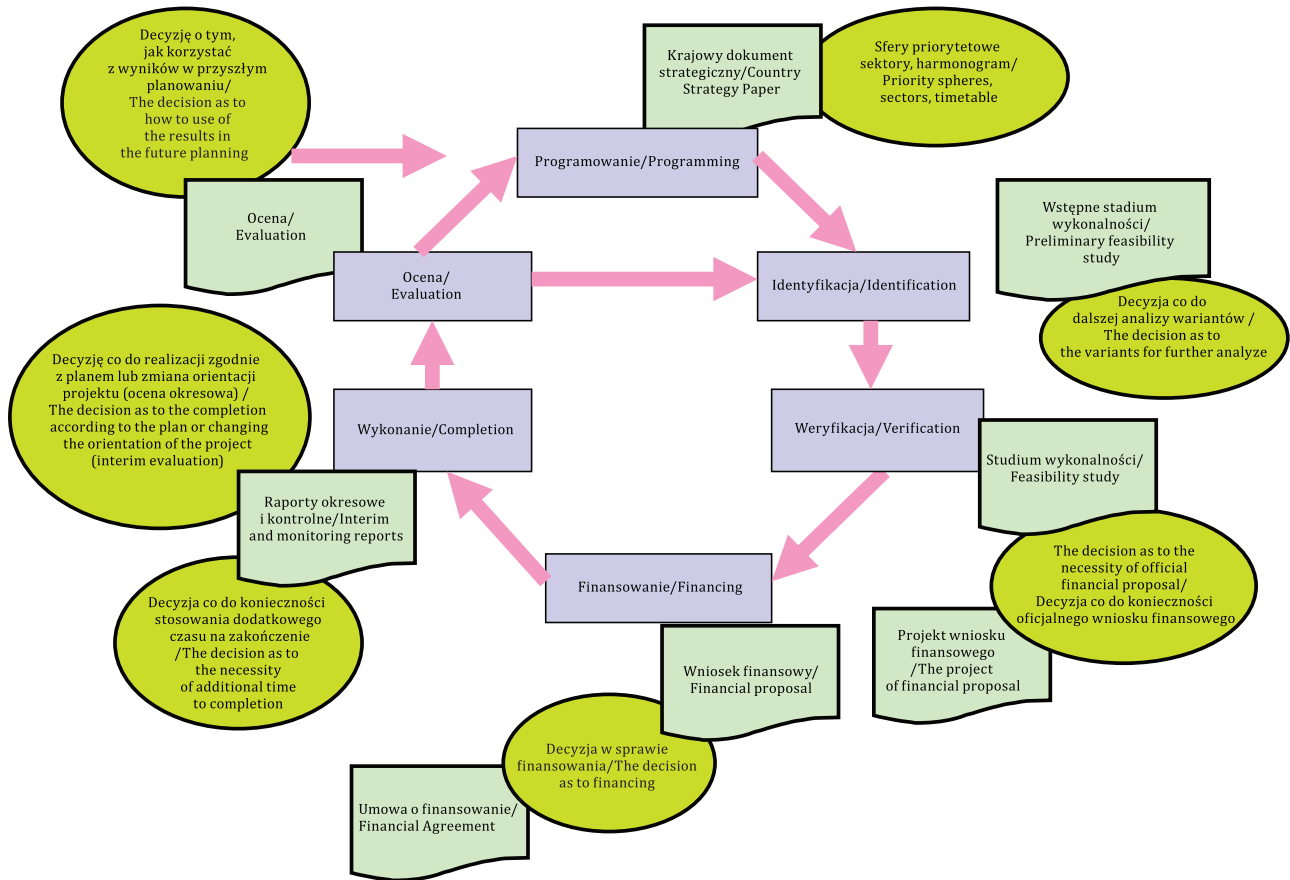 Decyzję o tym,
jak korzystać
z wyników w przyszłym
planowaniu/
The decision as to
how to use of
the results in
the future planning
Krajowy dokument
strategiczny/Country
Strategy Paper
Sfery priorytetowe
sektory, harmonogram/
Priority spheres,
sectors, timetable
Programowanie/Programming
Ocena/
Evaluation
Wstępne stadium
wykonalności/
Preliminary feasibility
study
Ocena/
Evaluation
Identyfikacja/Identification
Decyzja co do
dalszej analizy wariantów /
The decision as to
the variants for further analyze
Decyzję co do realizacji zgodnie
z planem lub zmiana orientacji
projektu (ocena okresowa) /
The decision as to the completion
according to the plan or changing
the orientation of the project
(interim evaluation)
Wykonanie/Completion
Weryfikacja/Verification
Studium wykonalności/
Feasibility study
Raporty okresowe
i kontrolne/Interim
and monitoring reports
The decision as to the
necessity of official
financial proposal/
Decyzja co do konieczności
oficjalnego wniosku finansowego
Finansowanie/Financing
Decyzja co do konieczności
stosowania dodatkowego
czasu na zakończenie
/The decision as to
the necessity
of additional time
to completion
Projekt wniosku
finansowego
/The project
of financial proposal
Wniosek finansowy/
Financial proposal
Decyzja w sprawie
finansowania/The decision
as to financing
Umowa o finansowanie/
Financial Agreement